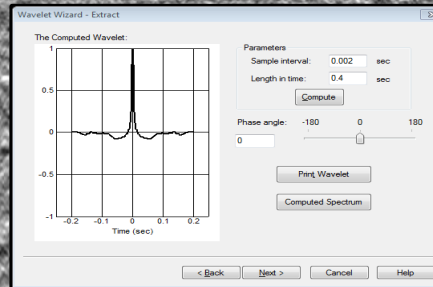 Wavelet Wizard - Extract
The Computed Wavelet:
1
0.5
0
-0.5
-1
-0.2 -0.1 0 0.1 0.2
Time (sec)
Parameters
Sample interval: 0.002 sec
Length in time: 0.4 sec
Compute
Phase angle: -180 0 180
0
Print Wavelet
Computed Spectrum
< Back Next > Cancel Help